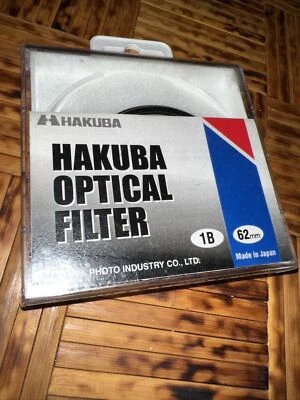 HAKUBA
HAKUBA
OPTICAL
FILTER
1B
62mm
PHOTO INDUSTRY CO., LTD.
Made in Japan